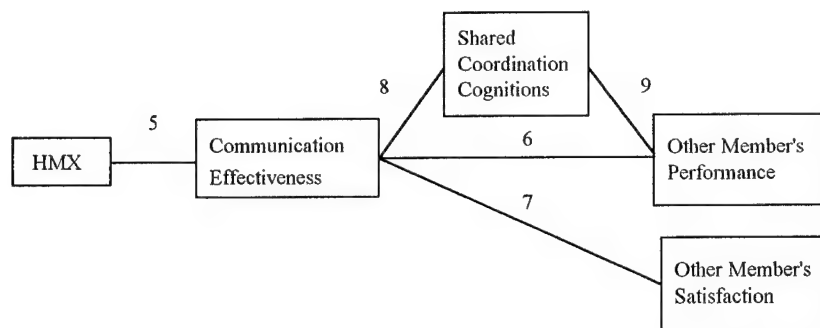 Shared
Coordination
Cognitions
8
9
5
HMX
Communication
Effectiveness
6
Other Member's
Performance
7
Other Member's
Satisfaction